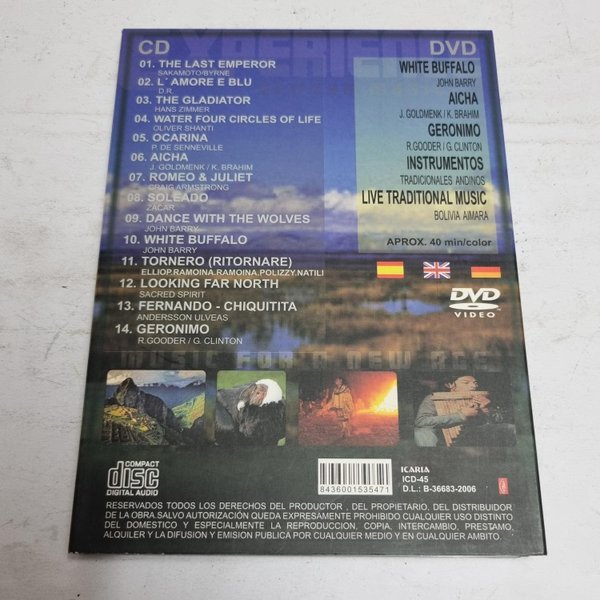 EXPERIENC
CD
01. THE LAST EMPEROR
SAKAMOTO/BYRNE
02. L´AMORE E BLU
D.R.
03. THE GLADIATOR
HANS ZIMMER
04. WATER FOUR CIRCLES OF LIFE
OLIVER SHANTI
05. OCARINA
P. DE SENNEVILLE
06. AICHA
J. GOLDMENK / K. BRAHIM
07. ROMEO & JULIET
CRAIG ARMSTRONG
08. SOLEADO
ZACAR
09. DANCE WITH THE WOLVES
JOHN BARRY
10. WHITE BUFFALO
JOHN BARRY
11. TORNERO (RITORNARE)
ELLIOP.RAMOINA.RAMOINA.POLIZZY.NATILI
12. LOOKING FAR NORTH
SACRED SPIRIT
13. FERNANDO - CHIQUITITA
ANDERSSON ULVEAS
14. GERONIMO
R.GOODER / G. CLINTON
DVD
WHITE BUFFALO
JOHN BARRY
AICHA
J. GOLDMENK / K. BRAHIM
GERONIMO
R.GOODER / G. CLINTON
INSTRUMENTOS
TRADICIONALES ANDINOS
LIVE TRADITIONAL MUSIC
BOLIVIA AIMARA
APROX. 40 min/color
DVD
VIDEO™
MUSIC FOR A NEW AGE
COMPACT
disc
DIGITAL AUDIO
8436001535471
ICARIA
ICD-45
D.L.: B-36683-2006
RESERVADOS TODOS LOS DERECHOS DEL PRODUCTOR , DEL PROPIETARIO, DEL DISTRIBUIDOR
DE LA OBRA SALVO AUTORIZACIÓN QUEDA EXPRESAMENTE PROHIBIDO CUALQUIER USO DISTINTO
DEL DOMESTICO Y ESPECIALMENTE LA REPRODUCCION, COPIA, INTERCAMBIO, PRESTAMO,
ALQUILER Y LA DIFUSION Y EMISION PUBLICA POR CUALQUIER MEDIO Y EN CUALQUIER AMBITO.